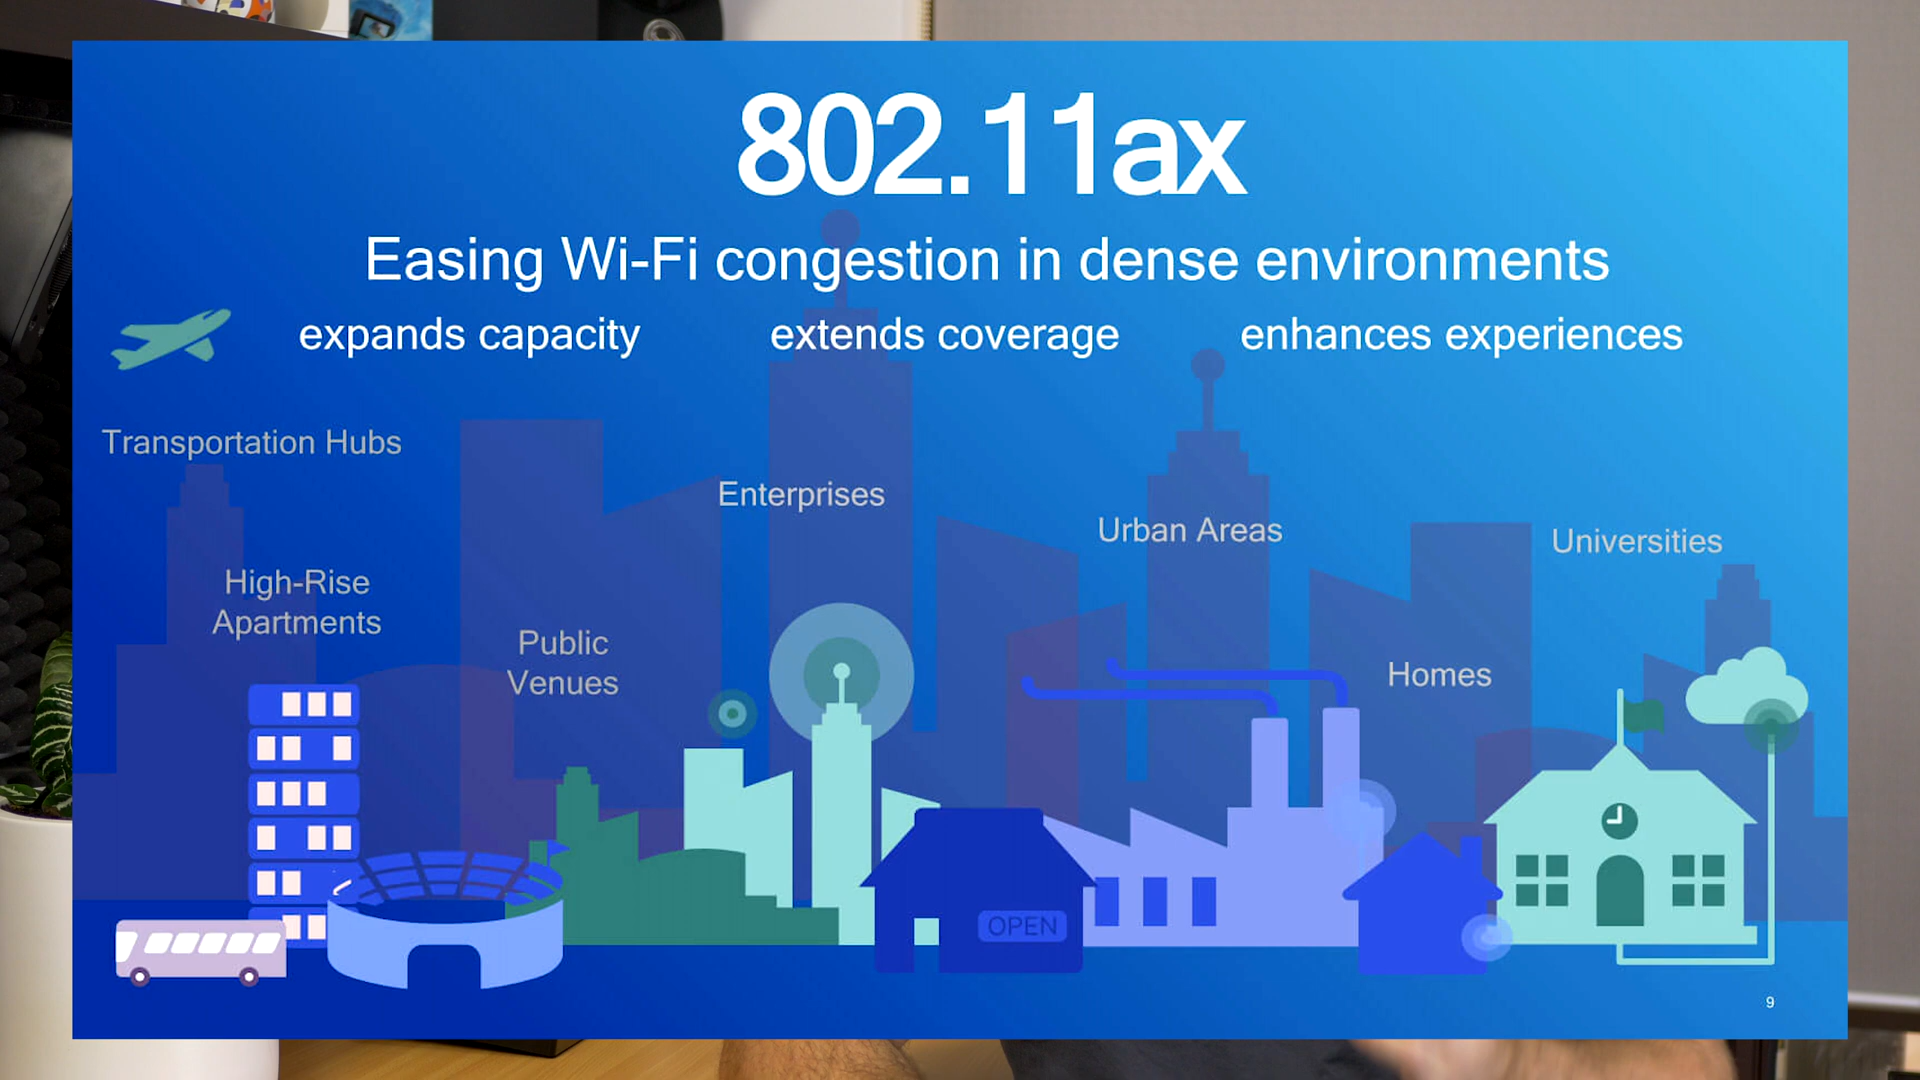 802.11ax
Easing Wi-Fi congestion in dense environments
expands capacity extends coverage enhances experiences
Transportation Hubs
Enterprises
Urban Areas
Universities
High-Rise
Apartments
Public
Venues
Homes
OPEN
9